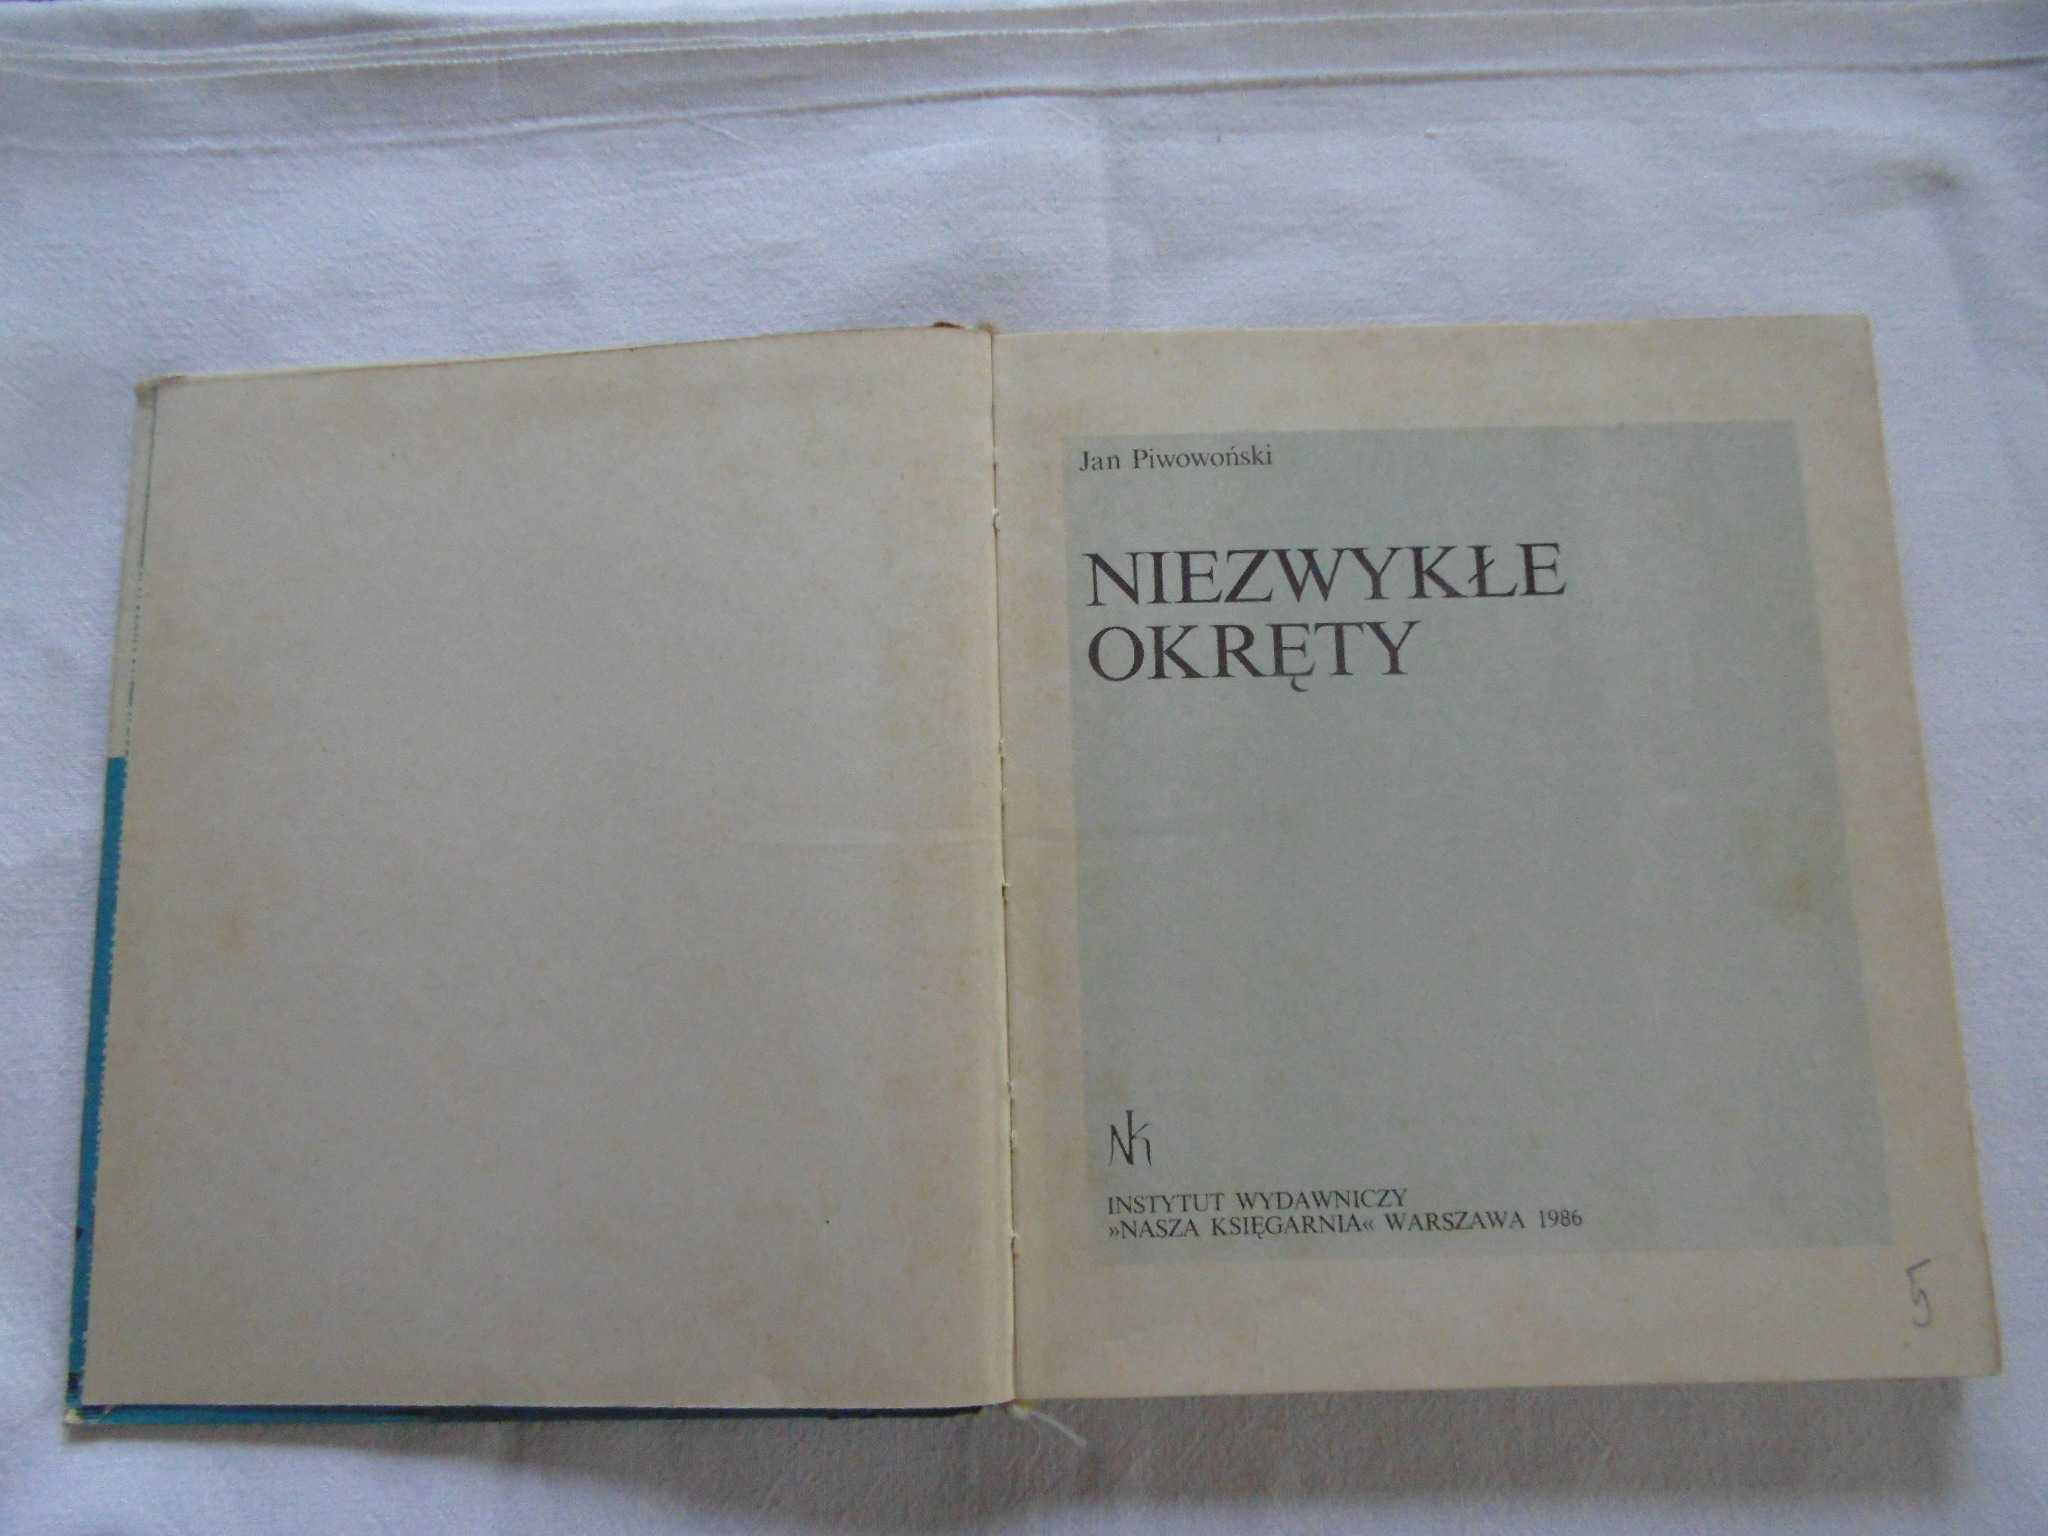 Jan Piwowoński
NIEZWYKŁE
OKRĘTY
NK
INSTYTUT WYDAWNICZY
»NASZA KSIĘGARNIA« WARSZAWA 1986
5